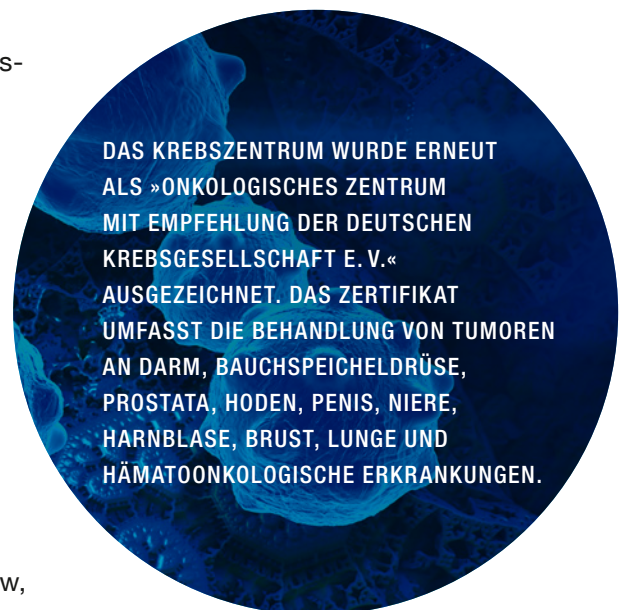 s-
DAS KREBSZENTRUM WURDE ERNEUT
ALS »ONKOLOGISCHES ZENTRUM
MIT EMPFEHLUNG DER DEUTSCHEN
KREBSGESELLSCHAFT E. V.«
AUSGEZEICHNET. DAS ZERTIFIKAT
UMFASST DIE BEHANDLUNG VON TUMOREN
AN DARM, BAUCHSPEICHELDRÜSE,
PROSTATA, HODEN, PENIS, NIERE,
HARNBLASE, BRUST, LUNGE UND
HÄMATOONKOLOGISCHE ERKRANKUNGEN.
w,